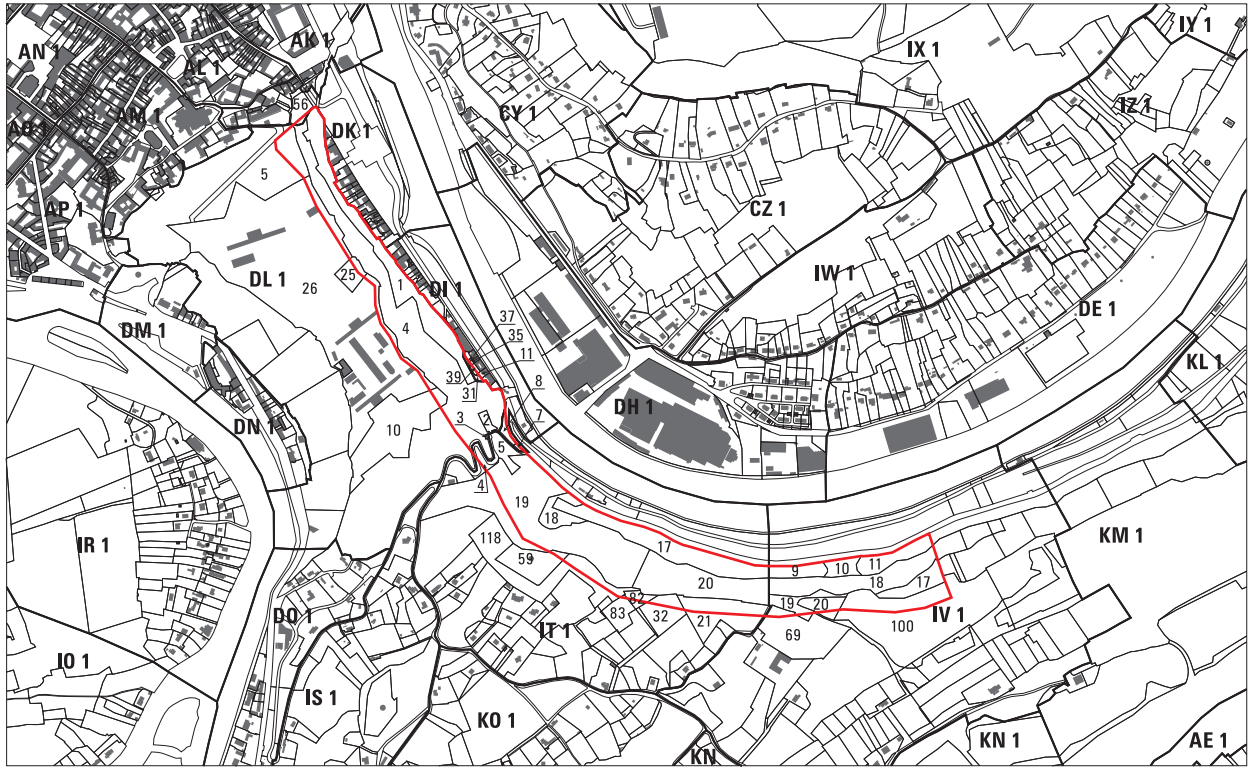 IY 1
IX 1
AN 1
AK 1
AL 1
56
IZ 1
CY 1
AM 1
AO 1
DK 1
5
AP 1
CZ 1
IW 1
25
DL 1
1
DI 1
26
DE 1
37
DM 1
4
35
11
KL 1
39
8
31
DH 1
3
2
7
DN 1
10
5
4
19
18
118
17
IR 1
59
KM 1
11
9
10
20
18
17
19
20
DO 1
83
32
IV 1
21
100
IT 1
69
IO 1
IS 1
KO 1
KN 1
AE 1
KN